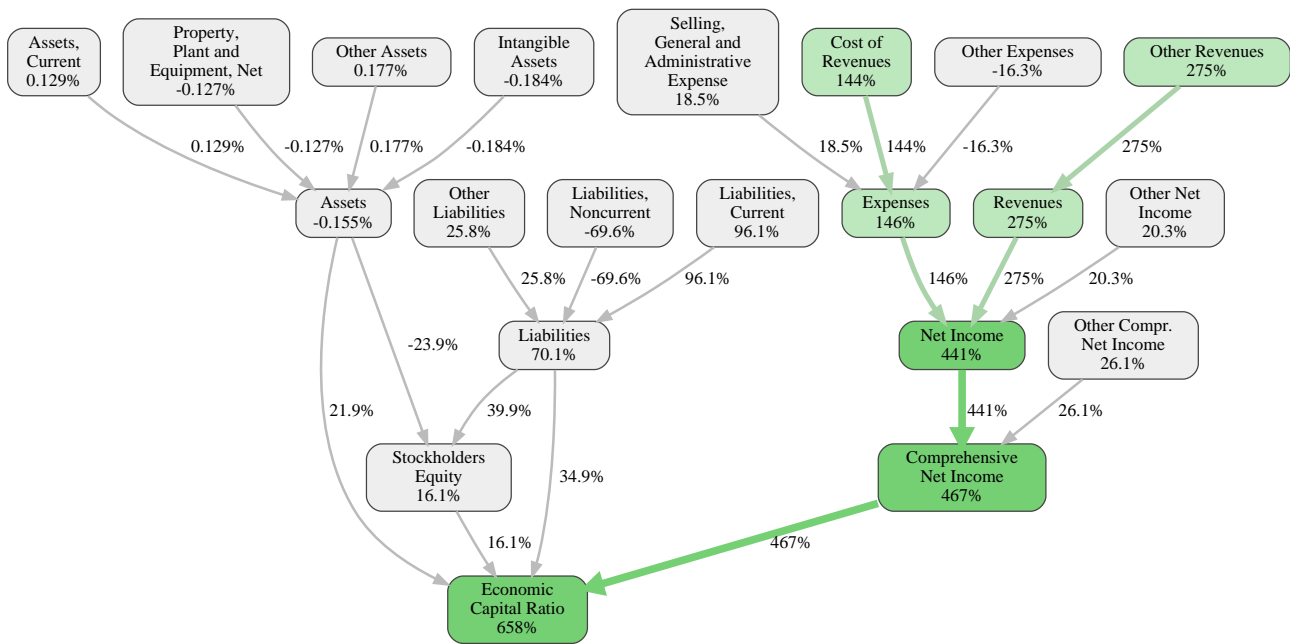 Assets,
Current
0.129%
Property,
Plant and
Equipment, Net
-0.127%
Other Assets
0.177%
Intangible
Assets
-0.184%
Selling,
General and
Administrative
Expense
18.5%
Cost of
Revenues
144%
Other Expenses
-16.3%
Other Revenues
275%
0.129%
-0.127%
0.177%
-0.184%
18.5%
144%
-16.3%
275%
Assets
-0.155%
Other
Liabilities
25.8%
Liabilities,
Noncurrent
-69.6%
Liabilities,
Current
96.1%
Expenses
146%
Revenues
275%
Other Net
Income
20.3%
25.8%
-69.6%
96.1%
146%
275%
20.3%
Liabilities
70.1%
Net Income
441%
Other Compr.
Net Income
26.1%
-23.9%
21.9%
39.9%
34.9%
441%
26.1%
Stockholders
Equity
16.1%
Comprehensive
Net Income
467%
16.1%
467%
Economic
Capital Ratio
658%